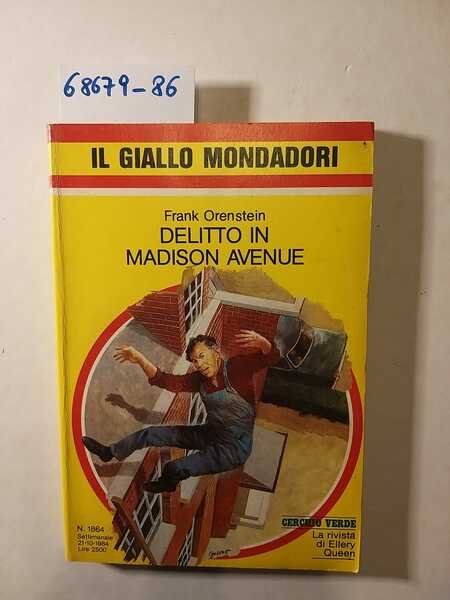 68679-86
IL GIALLO MONDADORI
Frank Orenstein
DELITTO IN
MADISON AVENUE
N. 1864
Settimanale
21-10-1984
Lire 2500
CERCHIO VERDE
La rivista
di Ellery
Queen